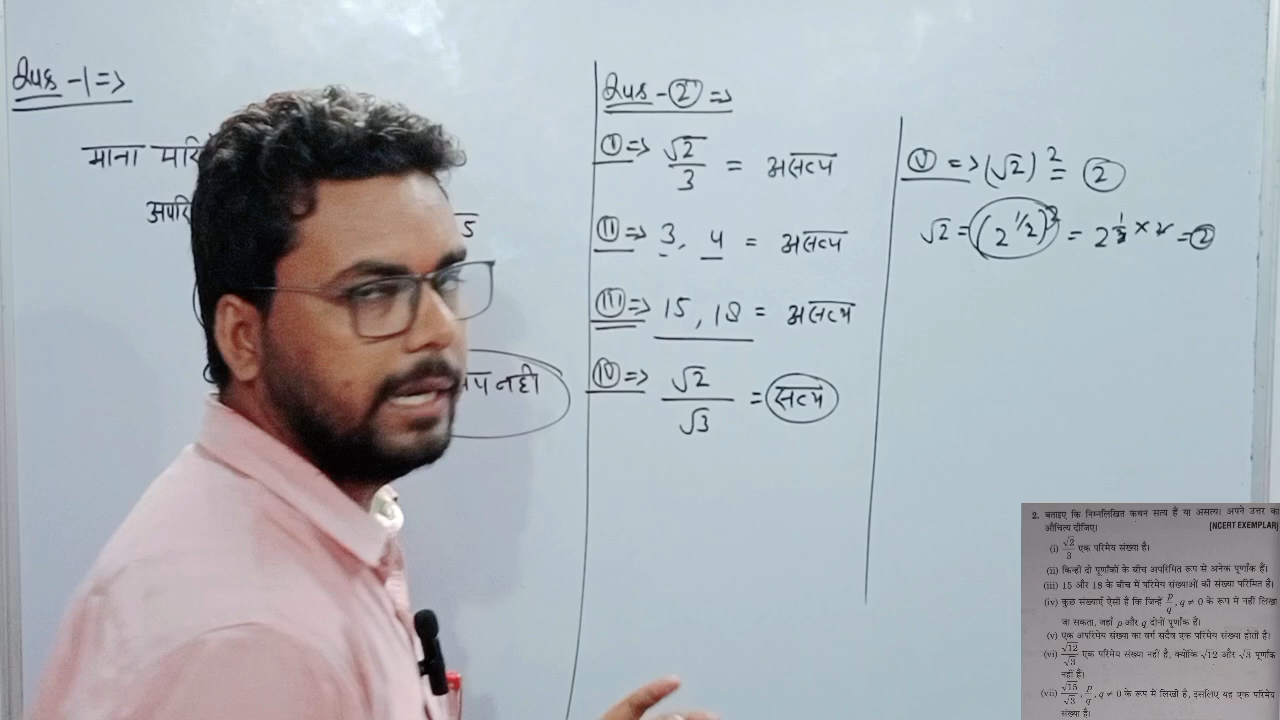 Ques -1 =>
माना
√5
नही
Ques - 2 =>
(I) => √2/3 = असत्य
(II) => 3, 4 = असत्य
(III) => 15, 18 = असत्य
(IV) => √2/√3 = सत्य
(V) => (√2)² = 2
√2 = (2^1/2)² = 2^1/2 × 2 = 2
2. बताइए कि निम्नलिखित कथन सत्य हैं या असत्य। अपने उत्तर का
औचित्य दीजिए। [NCERT EXEMPLAR]
(i) √2/3 एक परिमेय संख्या है।
(ii) किन्हीं दो पूर्णांकों के बीच अपरिमित रूप से अनेक पूर्णांक हैं।
(iii) 15 और 18 के बीच में परिमेय संख्याओं की संख्या परिमित है।
(iv) कुछ संख्याएँ ऐसी हैं कि जिन्हें p/q, q ≠ 0 के रूप में नहीं लिखा
जा सकता, जहाँ p और q दोनों पूर्णांक हैं।
(v) एक अपरिमेय संख्या का वर्ग सदैव एक परिमेय संख्या होती है।
(vi) √12/√3 एक परिमेय संख्या नहीं है, क्योंकि √12 और √3 पूर्णांक
नहीं हैं।
(vii) √15/√3, p/q, q ≠ 0 के रूप में लिखी है, इसलिए यह एक परिमेय
संख्या है।